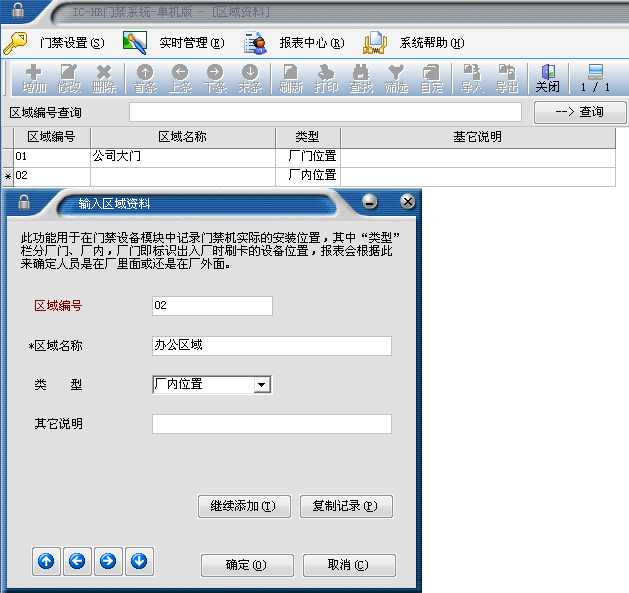 IC-HR门禁系统-单机版 - [区域资料]
门禁设置(S) 实时管理(E) 报表中心(R) 系统帮助(H)
增加 修改 删除 首条 上条 下条 末条 刷新 打印 查找 筛选 自定 导入 导出 关闭 1 / 1
区域编号查询 --> 查询
区域编号 区域名称 类型 基它说明
01 公司大门 厂门位置
* 02 厂内位置
输入区域资料
此功能用于在门禁设备模块中记录门禁机实际的安装位置，其中“类型”
栏分厂门、厂内，厂门即标识出入厂时刷卡的设备位置，报表会根据此
来确定人员是在厂里面或还是在厂外面。
区域编号 02
*区域名称 办公区域
类 型 厂内位置
其它说明
继续添加(T) 复制记录(P)
确定(O) 取消(C)